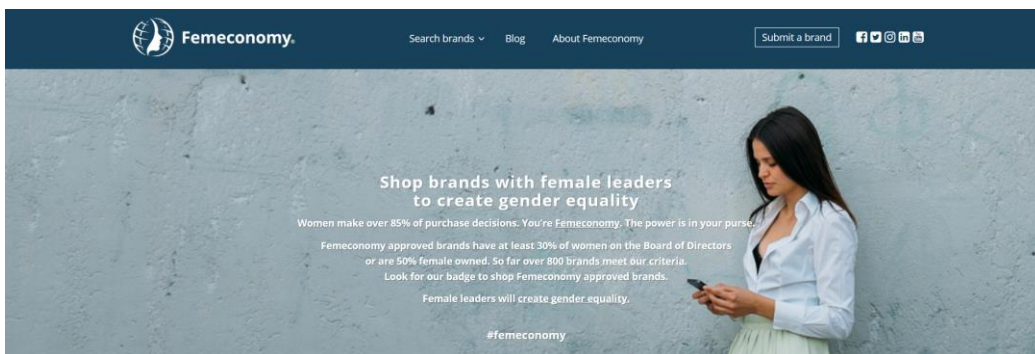 Femeconomy.
Search brands
Blog
About Femeconomy
Submit a brand
Shop brands with female leaders
to create gender equality
Women make over 85% of purchase decisions. You're Femeconomy. The power is in your purse.
Femeconomy approved brands have at least 30% of women on the Board of Directors
or are 50% female owned. So far over 800 brands meet our criteria.
Look for our badge to shop Femeconomy approved brands.
Female leaders will create gender equality.
#femeconomy